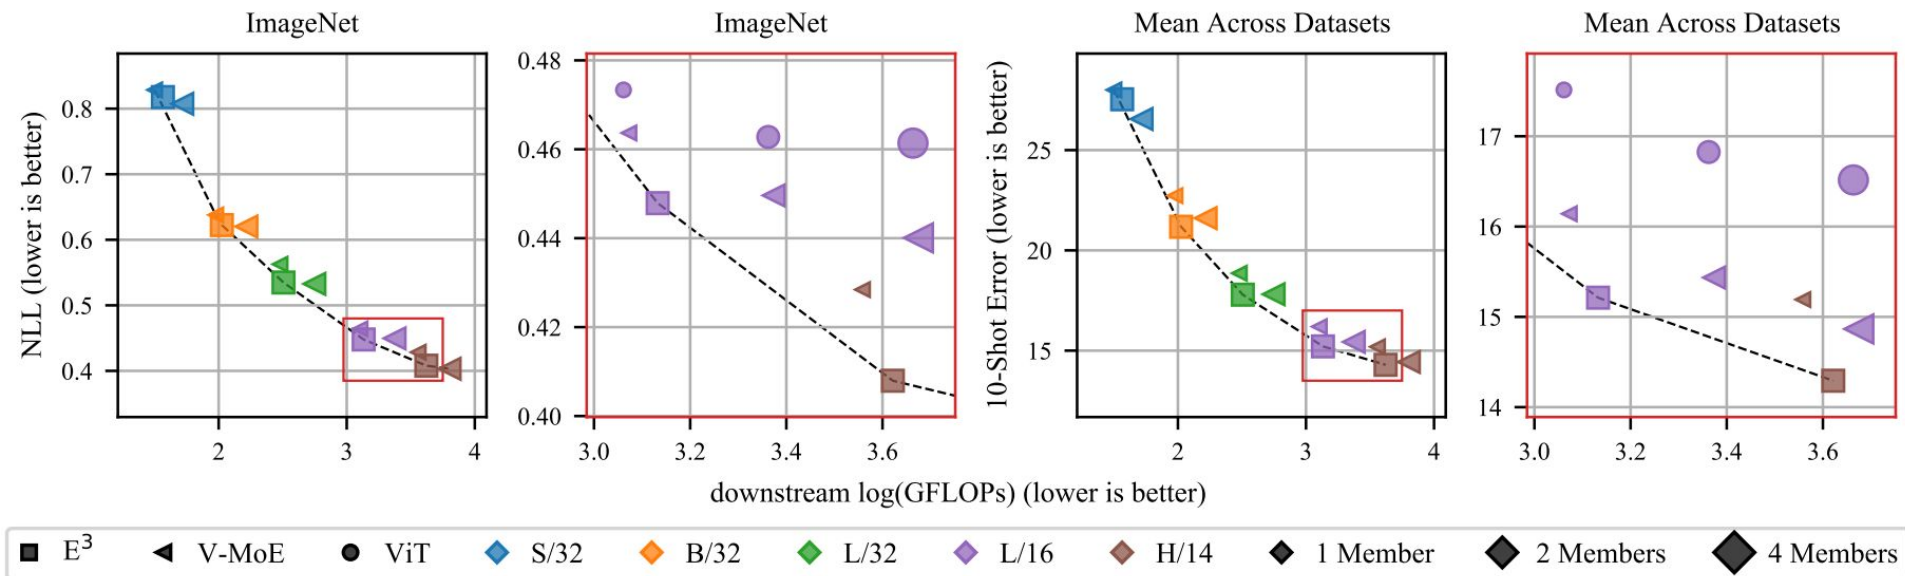 ImageNet
ImageNet
Mean Across Datasets
Mean Across Datasets
NLL (lower is better)
0.8
0.7
0.6
0.5
0.4
2 3 4
0.48
0.46
0.44
0.42
0.40
3.0 3.2 3.4 3.6
10-Shot Error (lower is better)
25
20
15
2 3 4
17
16
15
14
3.0 3.2 3.4 3.6
downstream log(GFLOPs) (lower is better)
E³ V-MoE ViT S/32 B/32 L/32 L/16 H/14 1 Member 2 Members 4 Members